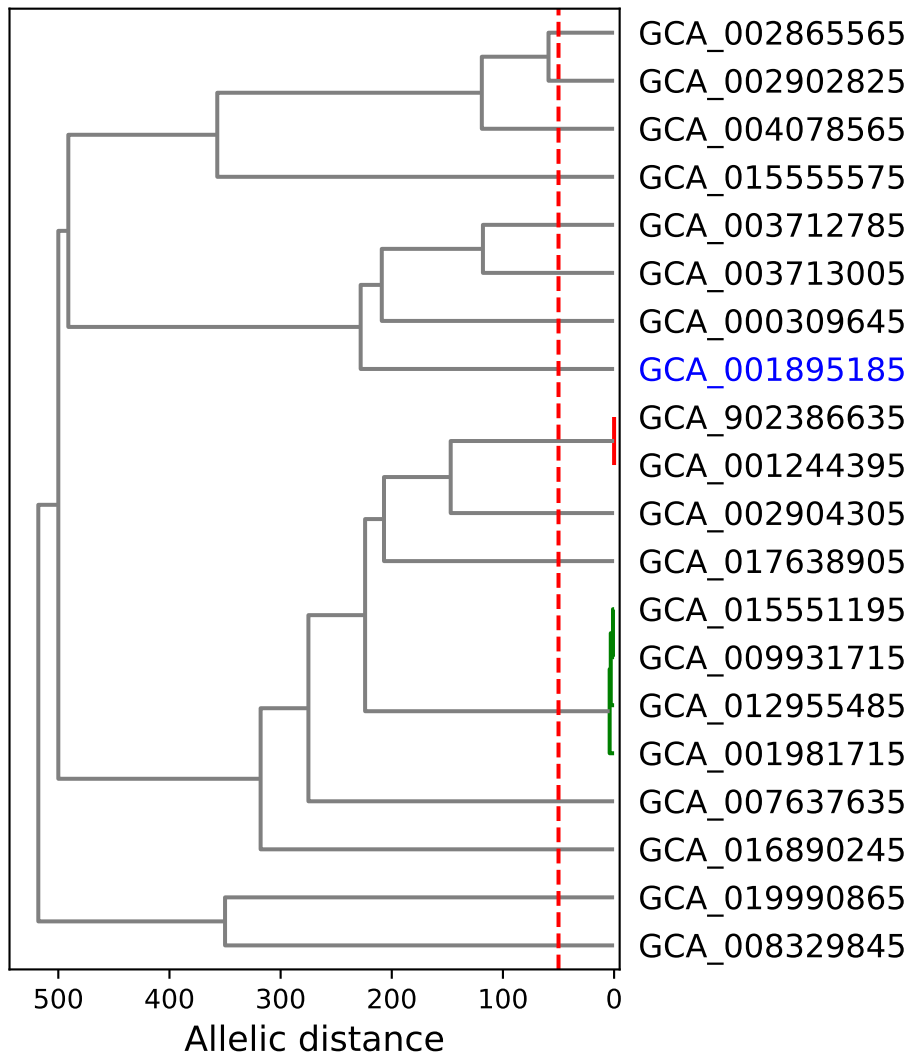 GCA_002865565
GCA_002902825
GCA_004078565
GCA_015555575
GCA_003712785
GCA_003713005
GCA_000309645
GCA_001895185
GCA_902386635
GCA_001244395
GCA_002904305
GCA_017638905
GCA_015551195
GCA_009931715
GCA_012955485
GCA_001981715
GCA_007637635
GCA_016890245
GCA_019990865
GCA_008329845
500 400 300 200 100 0
Allelic distance